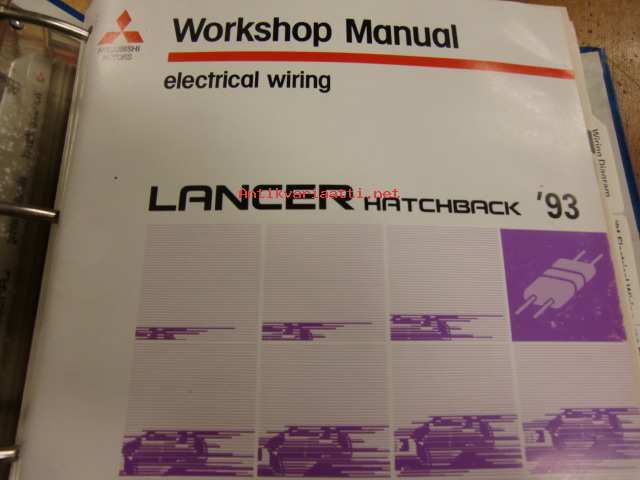 MITSUBISHI
MOTORS
Workshop Manual
electrical wiring
Antikvariaatti.net
LANCER HATCHBACK '93
Wiring Diagram